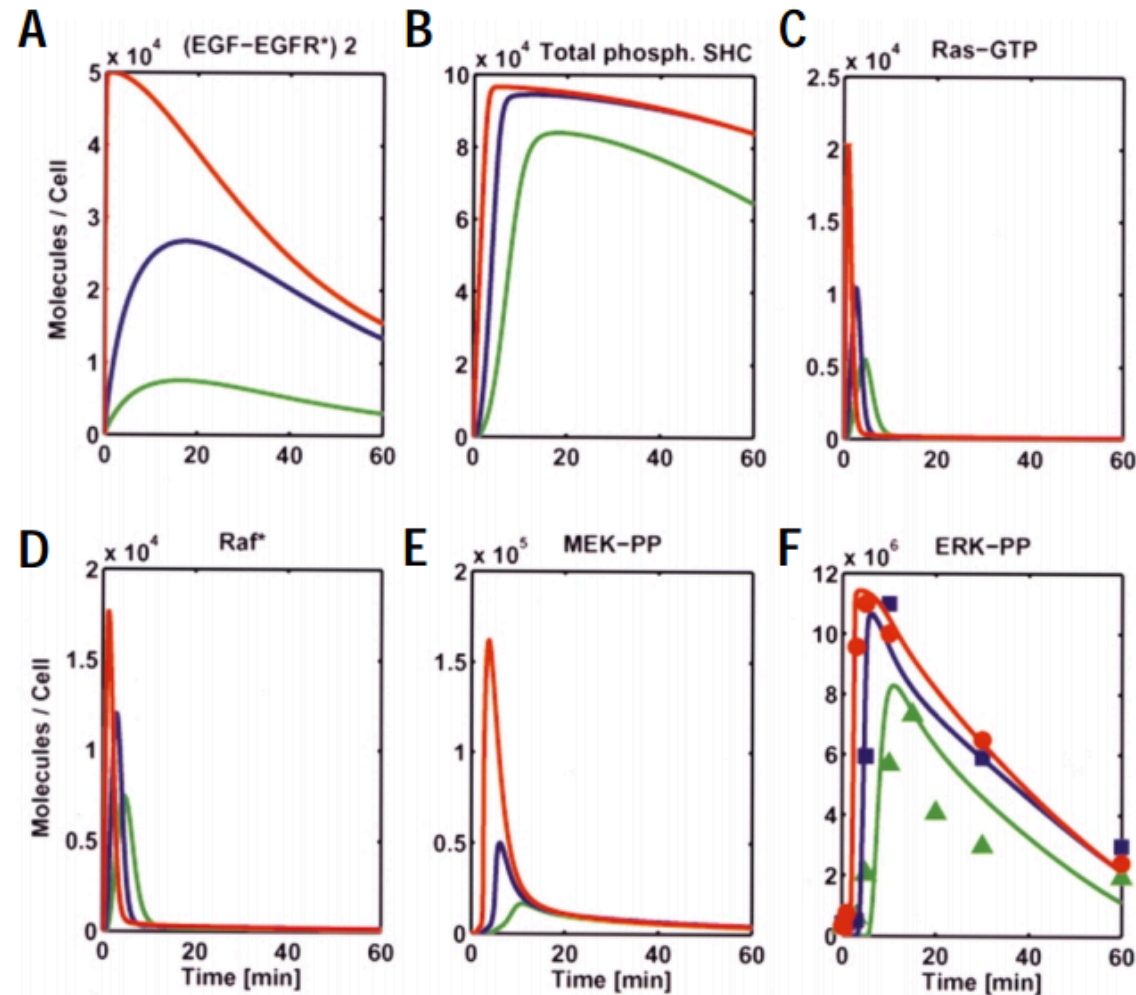 A
x 10^4
(EGF−EGFR*) 2
5
4
3
2
1
0
0
20
40
60
Molecules / Cell
B
x 10^4
Total phosph. SHC
10
8
6
4
2
0
0
20
40
60
C
x 10^4
Ras−GTP
2.5
2
1.5
1
0.5
0
0
20
40
60
D
x 10^4
Raf*
2
1.5
1
0.5
0
0
20
40
60
Molecules / Cell
Time [min]
E
x 10^5
MEK−PP
2
1.5
1
0.5
0
0
20
40
60
Time [min]
F
x 10^6
ERK−PP
12
10
8
6
4
2
0
0
20
40
60
Time [min]